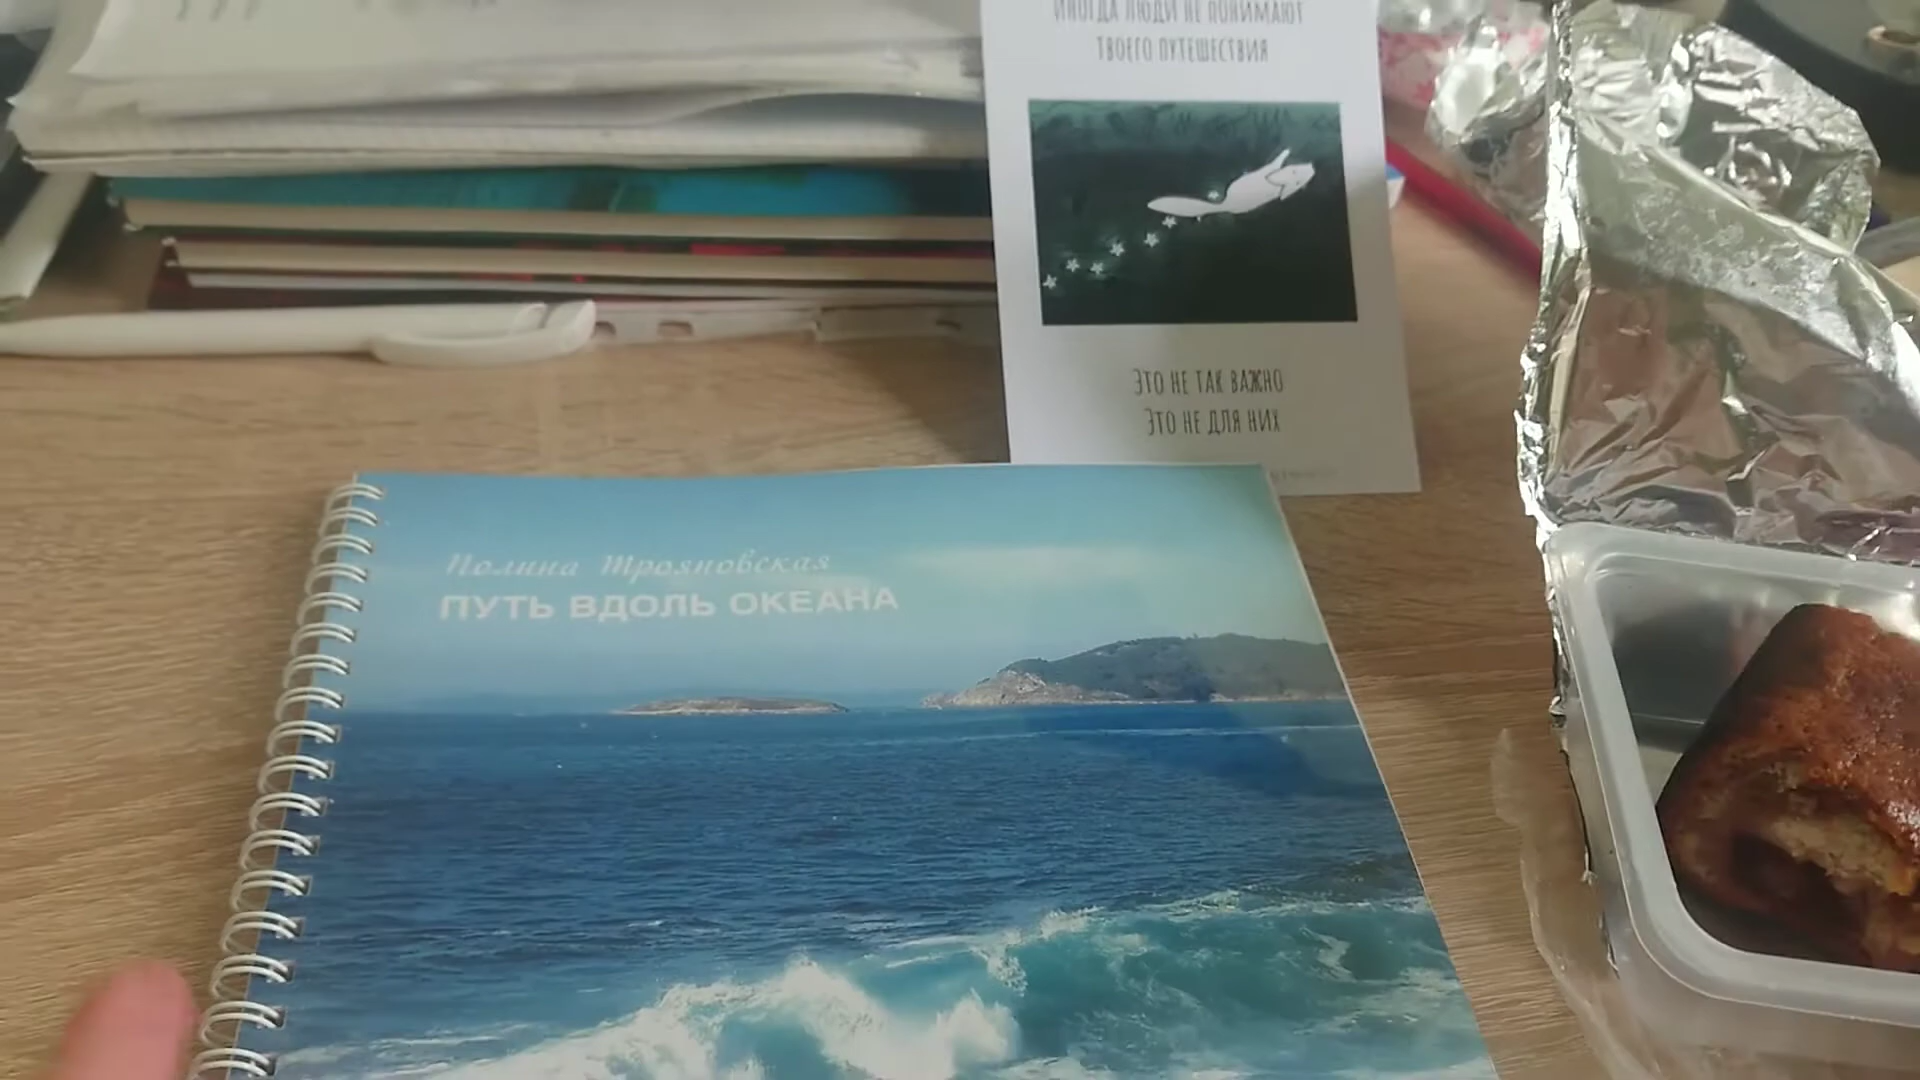 ИНОГДА ЛЮДИ НЕ ПОНИМАЮТ
ТВОЕГО ПУТЕШЕСТВИЯ
ЭТО НЕ ТАК ВАЖНО
ЭТО НЕ ДЛЯ НИХ
Полина Трояновская
ПУТЬ ВДОЛЬ ОКЕАНА